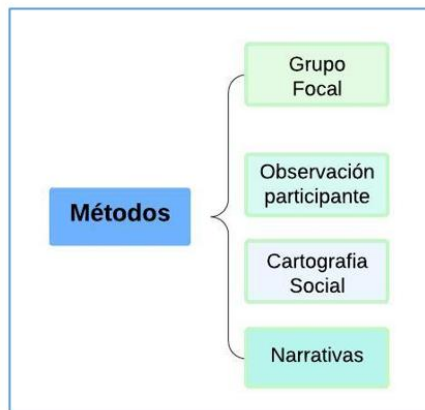 Métodos
Grupo
Focal
Observación
participante
Cartografia
Social
Narrativas